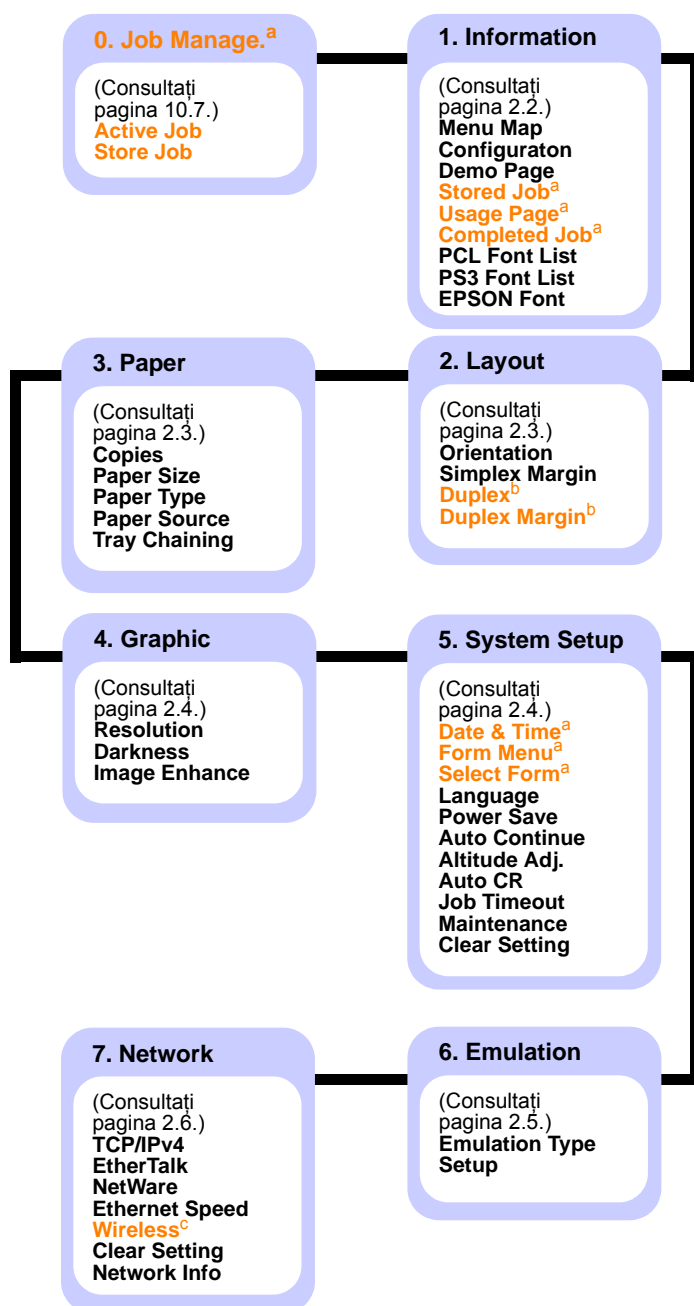 0. Job Manage.a
(Consultați
pagina 10.7.)
Active Job
Store Job
1. Information
(Consultați
pagina 2.2.)
Menu Map
Configuraton
Demo Page
Stored Joba
Usage Pagea
Completed Joba
PCL Font List
PS3 Font List
EPSON Font
3. Paper
(Consultați
pagina 2.3.)
Copies
Paper Size
Paper Type
Paper Source
Tray Chaining
2. Layout
(Consultați
pagina 2.3.)
Orientation
Simplex Margin
Duplexb
Duplex Marginb
4. Graphic
(Consultați
pagina 2.4.)
Resolution
Darkness
Image Enhance
5. System Setup
(Consultați
pagina 2.4.)
Date & Timea
Form Menua
Select Forma
Language
Power Save
Auto Continue
Altitude Adj.
Auto CR
Job Timeout
Maintenance
Clear Setting
7. Network
(Consultați
pagina 2.6.)
TCP/IPv4
EtherTalk
NetWare
Ethernet Speed
Wirelessc
Clear Setting
Network Info
6. Emulation
(Consultați
pagina 2.5.)
Emulation Type
Setup